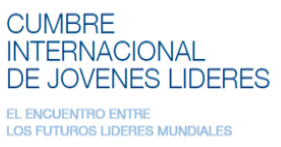 CUMBRE
INTERNACIONAL
DE JOVENES LIDERES
EL ENCUENTRO ENTRE
LOS FUTUROS LIDERES MUNDIALES